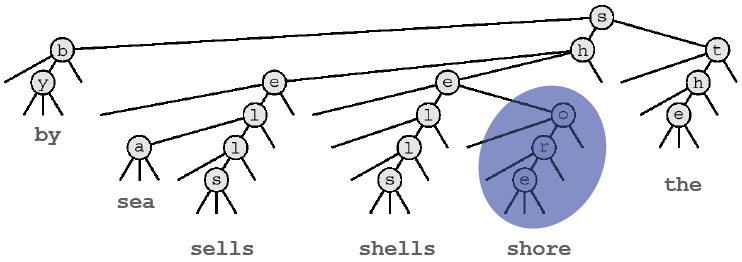 s
b h t
y e e h
l l o e
a l l r
s s e
by
sea
the
sells shells shore